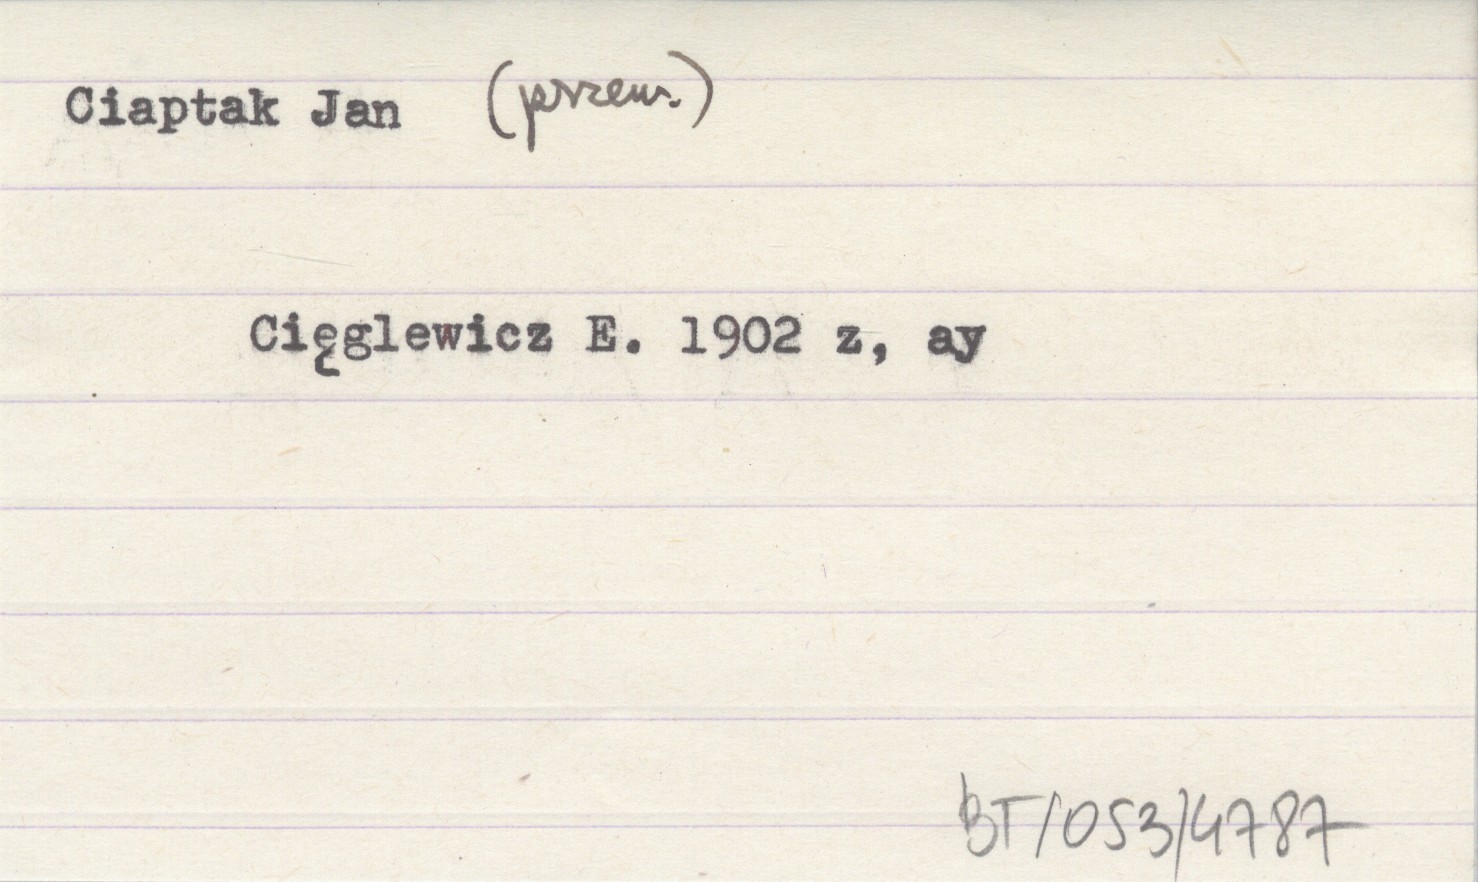 Ciaptak Jan (przem.)
Cięglewicz E. 1902 z, ay
BT/053/4787